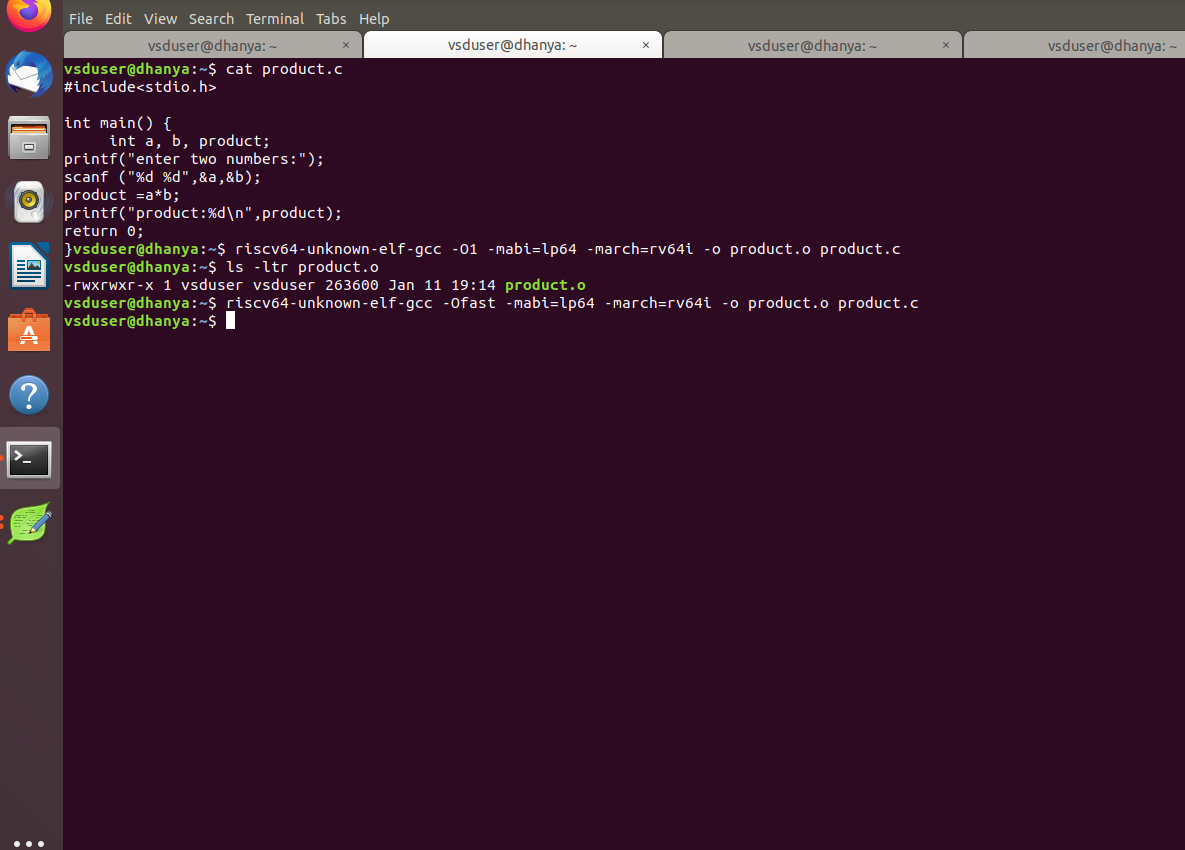 File Edit View Search Terminal Tabs Help
vsduser@dhanya: ~ × vsduser@dhanya: ~ × vsduser@dhanya: ~ × vsduser@dhanya: ~
vsduser@dhanya:~$ cat product.c
#include<stdio.h>
int main() {
     int a, b, product;
printf("enter two numbers:");
scanf ("%d %d",&a,&b);
product =a*b;
printf("product:%d\n",product);
return 0;
}vsduser@dhanya:~$ riscv64-unknown-elf-gcc -O1 -mabi=lp64 -march=rv64i -o product.o product.c
vsduser@dhanya:~$ ls -ltr product.o
-rwxrwxr-x 1 vsduser vsduser 263600 Jan 11 19:14 product.o
vsduser@dhanya:~$ riscv64-unknown-elf-gcc -Ofast -mabi=lp64 -march=rv64i -o product.o product.c
vsduser@dhanya:~$